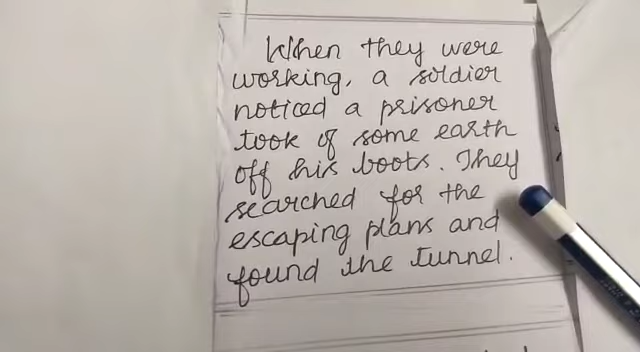 When they were
working, a soldier
noticed a prisoner
took of some earth
off his boots. They
searched for the
escaping plans and
found the tunnel.